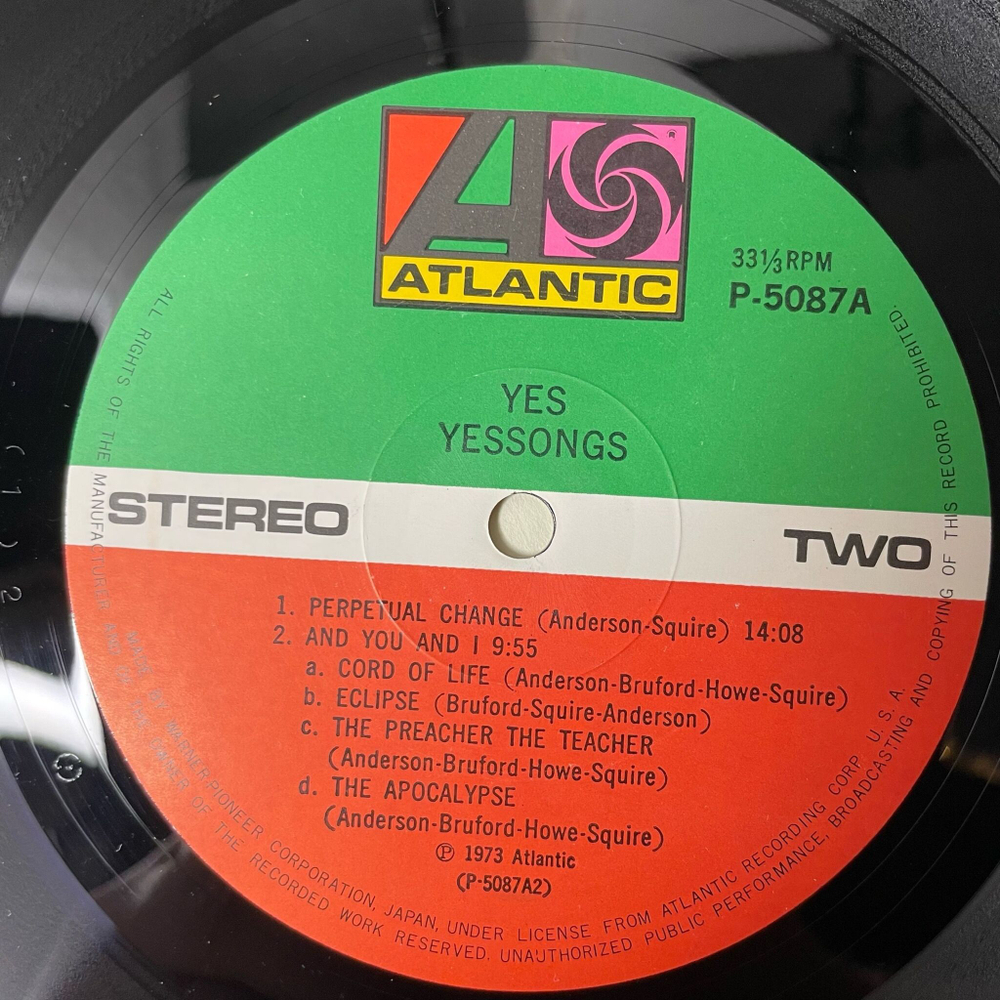 ATLANTIC
®
33⅓ RPM
P-5087A
YES
YESSONGS
STEREO
TWO
1. PERPETUAL CHANGE (Anderson-Squire) 14:08
2. AND YOU AND I 9:55
a. CORD OF LIFE (Anderson-Bruford-Howe-Squire)
b. ECLIPSE (Bruford-Squire-Anderson)
c. THE PREACHER THE TEACHER
(Anderson-Bruford-Howe-Squire)
d. THE APOCALYPSE
(Anderson-Bruford-Howe-Squire)
Ⓟ 1973 Atlantic
(P-5087A2)
MADE BY WARNER-PIONEER CORPORATION, JAPAN, UNDER LICENSE FROM ATLANTIC RECORDING CORP. U. S. A.
ALL RIGHTS OF THE MANUFACTURER AND OF THE OWNER OF THE RECORDED WORK RESERVED. UNAUTHORIZED PUBLIC PERFORMANCE, BROADCASTING AND COPYING OF THIS RECORD PROHIBITED.